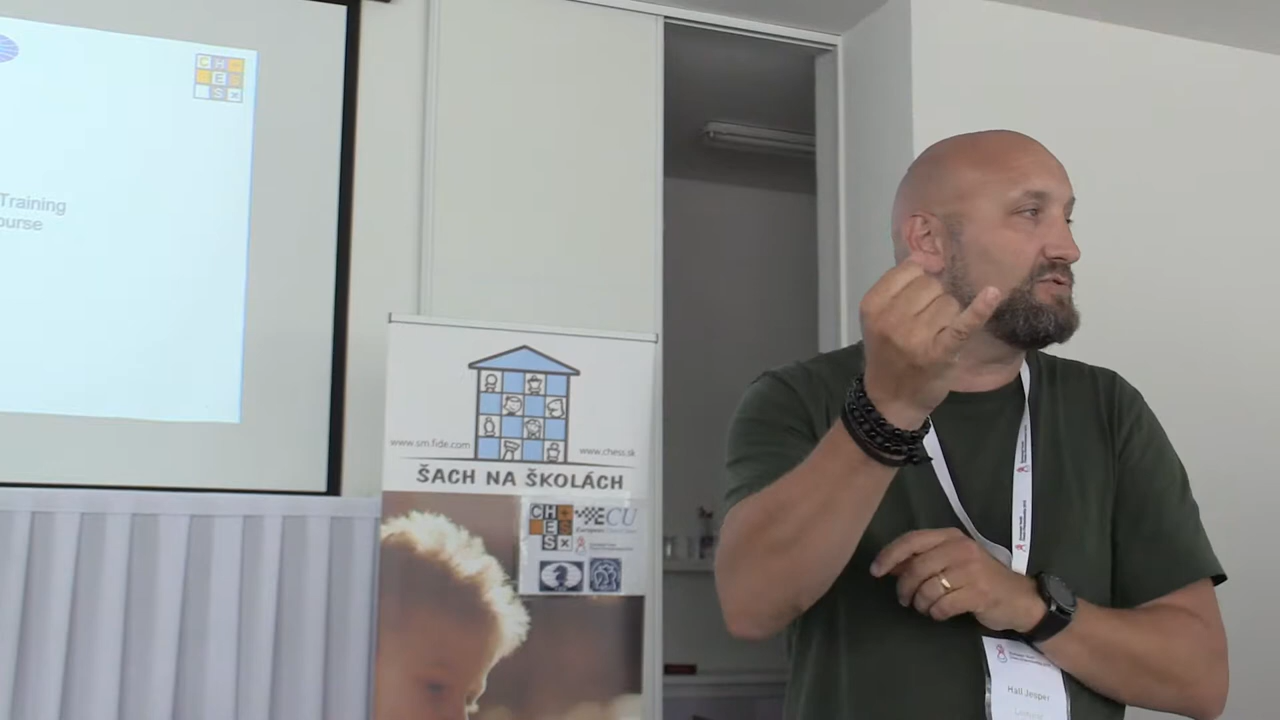 CH+
ES
S×
Training
ourse
www.sm.fide.com
www.chess.sk
ŠACH NA ŠKOLÁCH
CH+
ES
S×
ECU
Hall Jesper
Lecturer